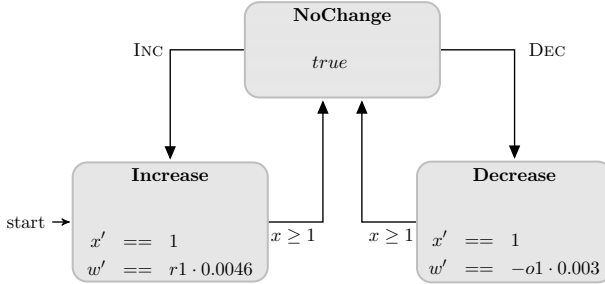 NoChange
INC
DEC
true
Increase
Decrease
start
x ≥ 1
x ≥ 1
x′ == 1
w′ == r1 · 0.0046
x′ == 1
w′ == −o1 · 0.003